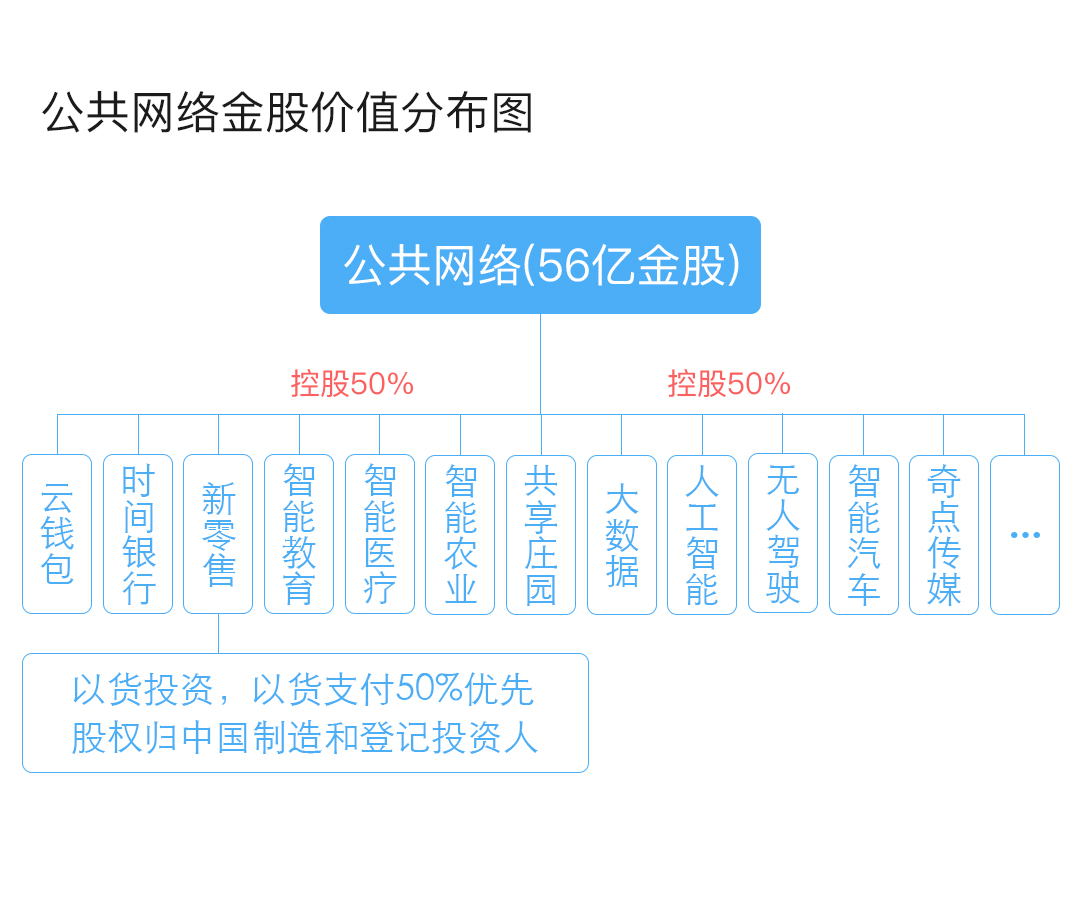 公共网络金股价值分布图
公共网络(56亿金股)
控股50% 控股50%
云钱包
时间银行
新零售
智能教育
智能医疗
智能农业
共享庄园
大数据
人工智能
无人驾驶
智能汽车
奇点传媒
...
以货投资，以货支付50%优先
股权归中国制造和登记投资人